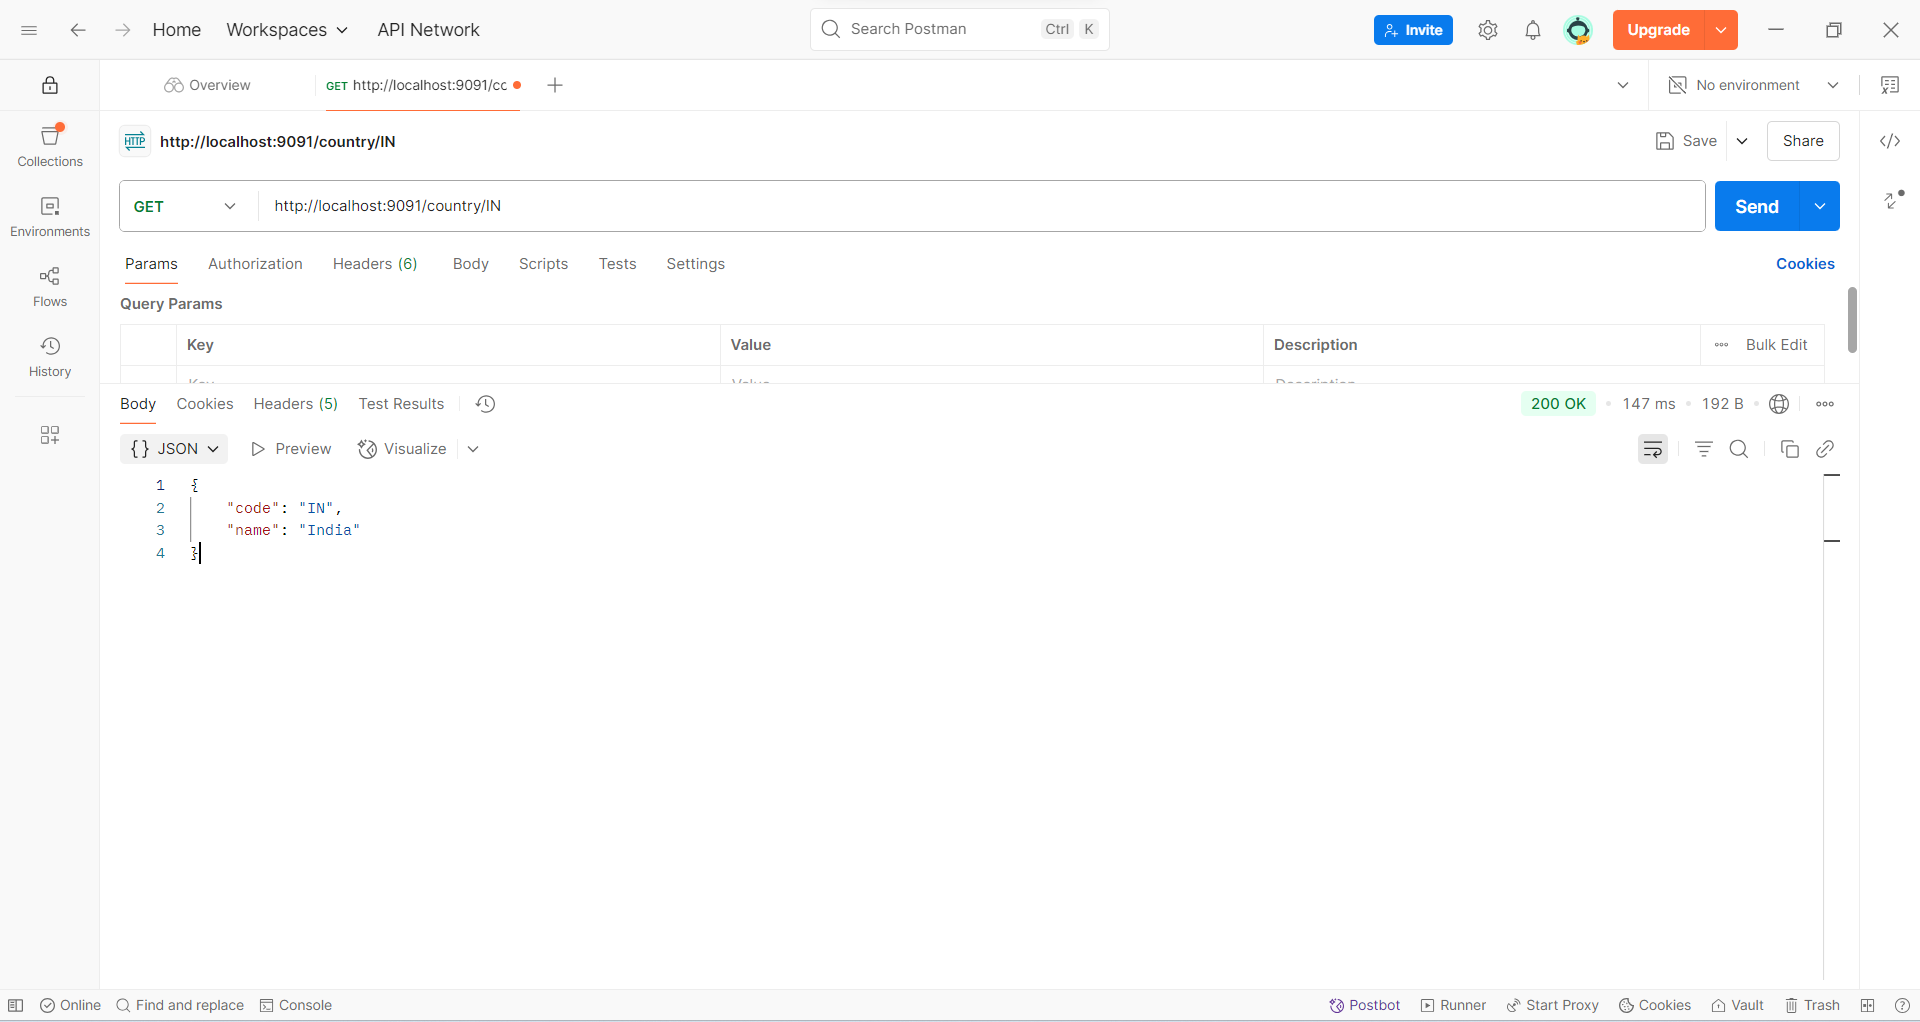 Home Workspaces API Network Search Postman Ctrl K Invite Upgrade
Overview GET http://localhost:9091/cc No environment
HTTP http://localhost:9091/country/IN Save Share
Collections
GET http://localhost:9091/country/IN Send
Environments
Params Authorization Headers (6) Body Scripts Tests Settings Cookies
Flows
Query Params
Key Value Description Bulk Edit
History
Key Value Description
Body Cookies Headers (5) Test Results 200 OK 147 ms 192 B
{} JSON Preview Visualize
1 {
2 "code": "IN",
3 "name": "India"
4 }
Online Find and replace Console Postbot Runner Start Proxy Cookies Vault Trash